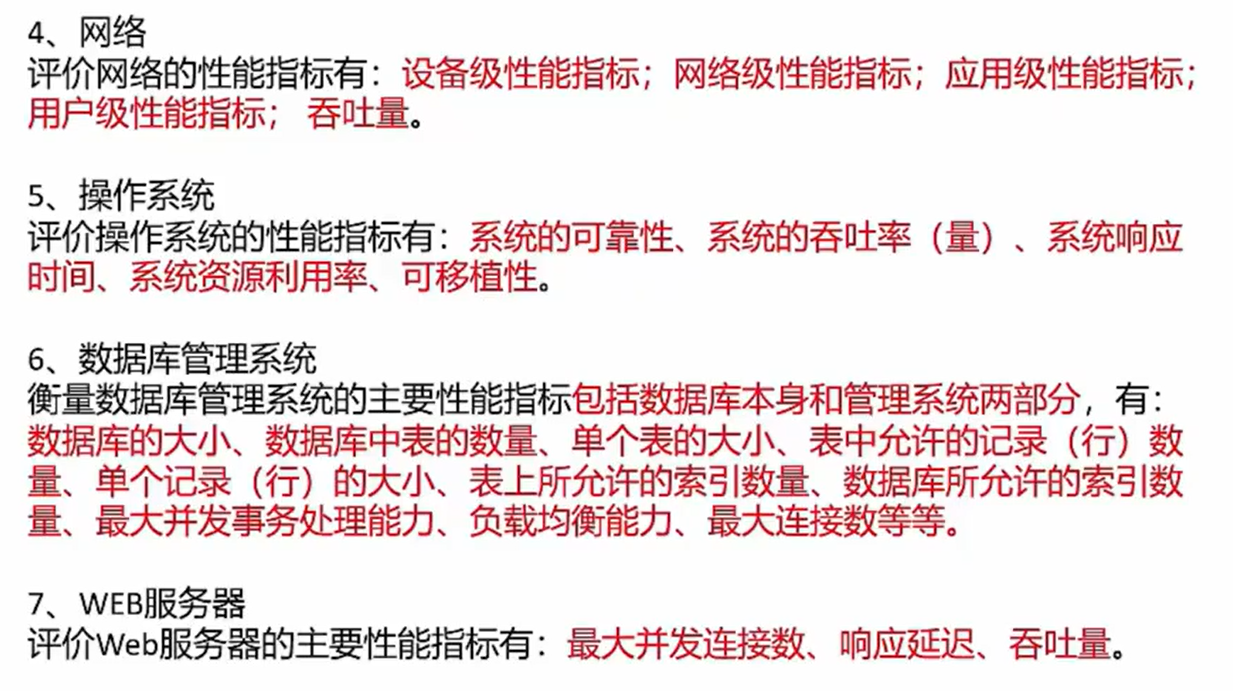 4、网络
评价网络的性能指标有：设备级性能指标；网络级性能指标；应用级性能指标；
用户级性能指标； 吞吐量。
5、操作系统
评价操作系统的性能指标有：系统的可靠性、系统的吞吐率（量）、系统响应
时间、系统资源利用率、可移植性。
6、数据库管理系统
衡量数据库管理系统的主要性能指标包括数据库本身和管理系统两部分，有：
数据库的大小、数据库中表的数量、单个表的大小、表中允许的记录（行）数
量、单个记录（行）的大小、表上所允许的索引数量、数据库所允许的索引数
量、最大并发事务处理能力、负载均衡能力、最大连接数等等。
7、WEB服务器
评价Web服务器的主要性能指标有：最大并发连接数、响应延迟、吞吐量。